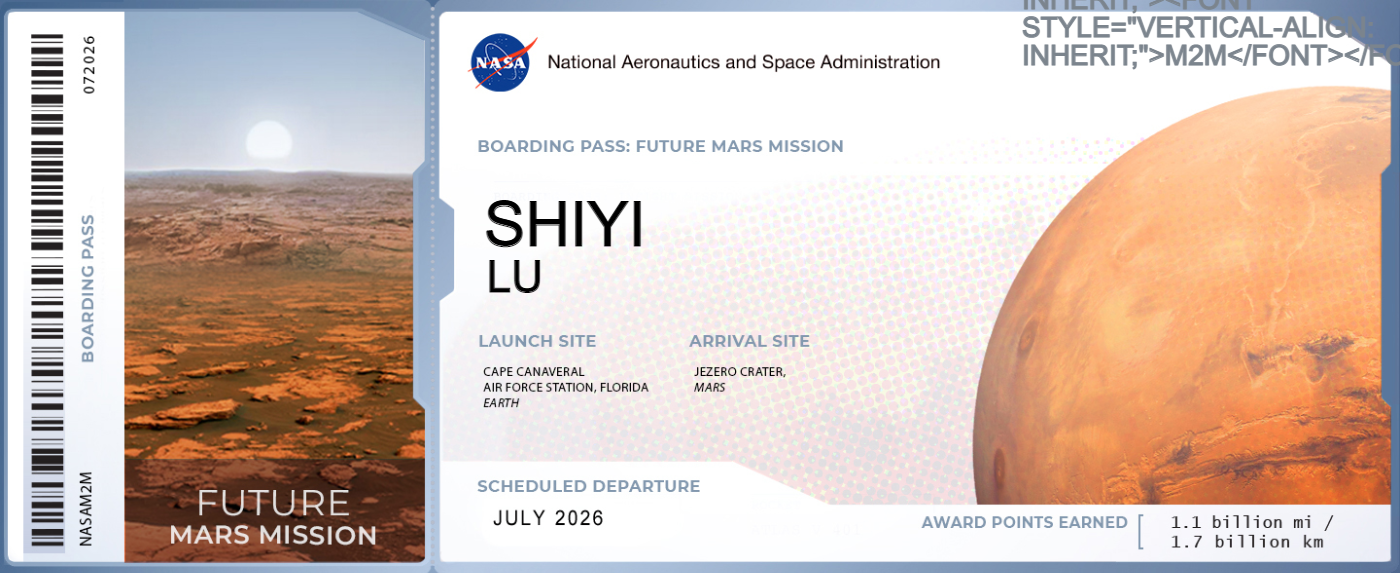 072026
BOARDING PASS
NASAM2M
FUTURE
MARS MISSION
NASA
National Aeronautics and Space Administration
INHERIT;"><FONT
STYLE="VERTICAL-ALIGN:
INHERIT;">M2M</FONT></FO
BOARDING PASS: FUTURE MARS MISSION
SHIYI
LU
LAUNCH SITE
CAPE CANAVERAL
AIR FORCE STATION, FLORIDA
EARTH
ARRIVAL SITE
JEZERO CRATER,
MARS
SCHEDULED DEPARTURE
JULY 2026
AWARD POINTS EARNED
1.1 billion mi /
1.7 billion km